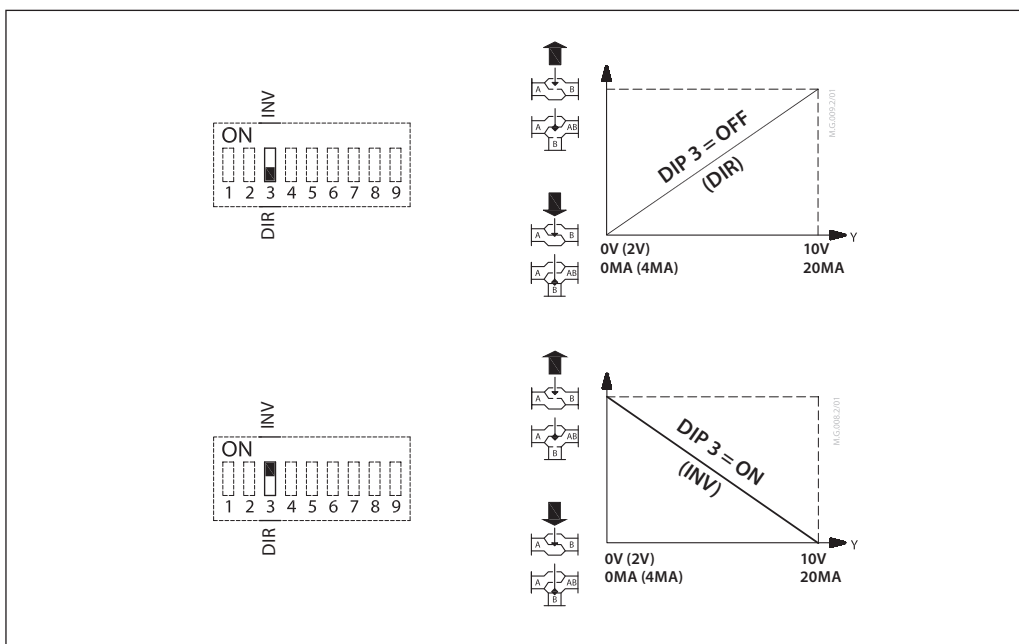 INV
ON
1 2 3 4 5 6 7 8 9
DIR
A B
A AB
B
A B
A AB
B
DIP 3 = OFF
(DIR)
M.G.009.2/01
Y
0V (2V) 10V
0MA (4MA) 20MA
INV
ON
1 2 3 4 5 6 7 8 9
DIR
A B
A AB
B
A B
A AB
B
DIP 3 = ON
(INV)
M.G.008.2/01
Y
0V (2V) 10V
0MA (4MA) 20MA